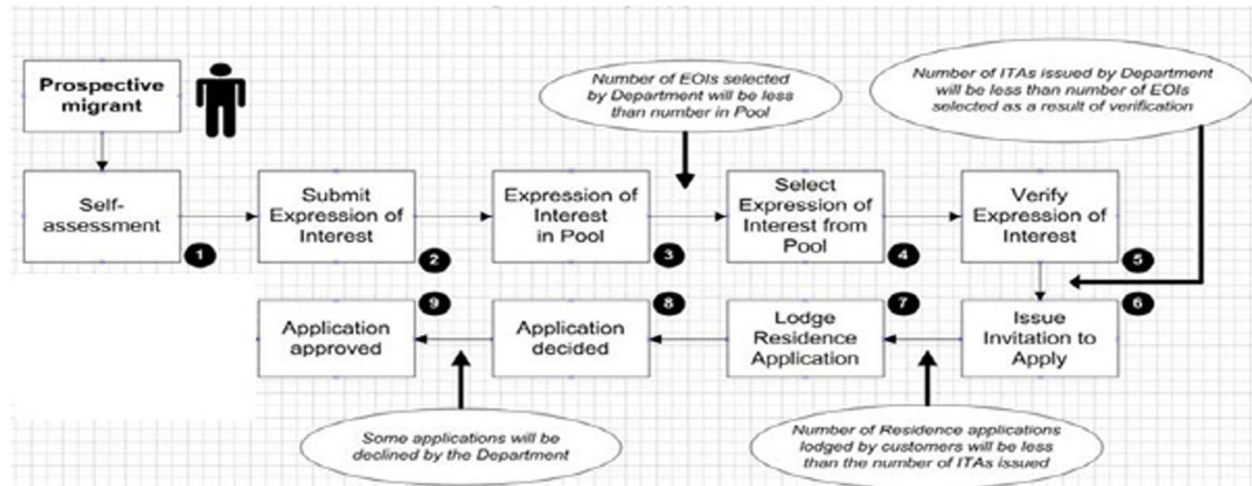 Prospective
migrant
Number of EOIs selected
by Department will be less
than number in Pool
Number of ITAs issued by Department
will be less than number of EOIs
selected as a result of verification
Self-
assessment
1
Submit
Expression of
Interest
2
Expression of
Interest
in Pool
3
Select
Expression of
Interest from
Pool
4
Verify
Expression of
Interest
5
6
Issue
Invitation to
Apply
7
Lodge
Residence
Application
8
Application
decided
9
Application
approved
Some applications will be
declined by the Department
Number of Residence applications
lodged by customers will be less
than the number of ITAs issued